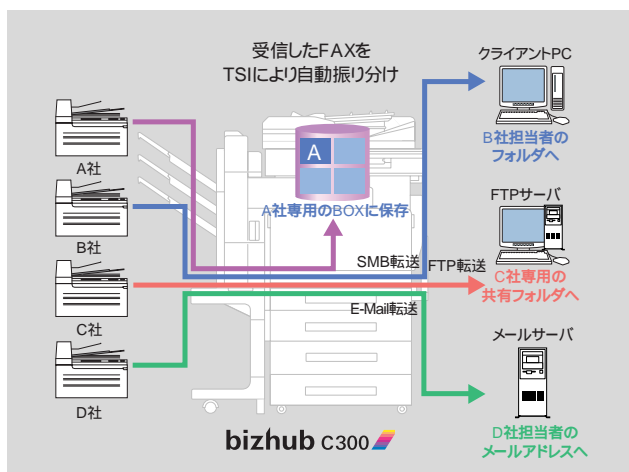 受信したFAXを
TSIにより自動振り分け
A社
B社
C社
D社
A
A社専用のBOXに保存
SMB転送
FTP転送
E-Mail転送
クライアントPC
B社担当者の
フォルダへ
FTPサーバ
C社専用の
共有フォルダへ
メールサーバ
D社担当者の
メールアドレスへ
bizhub C300